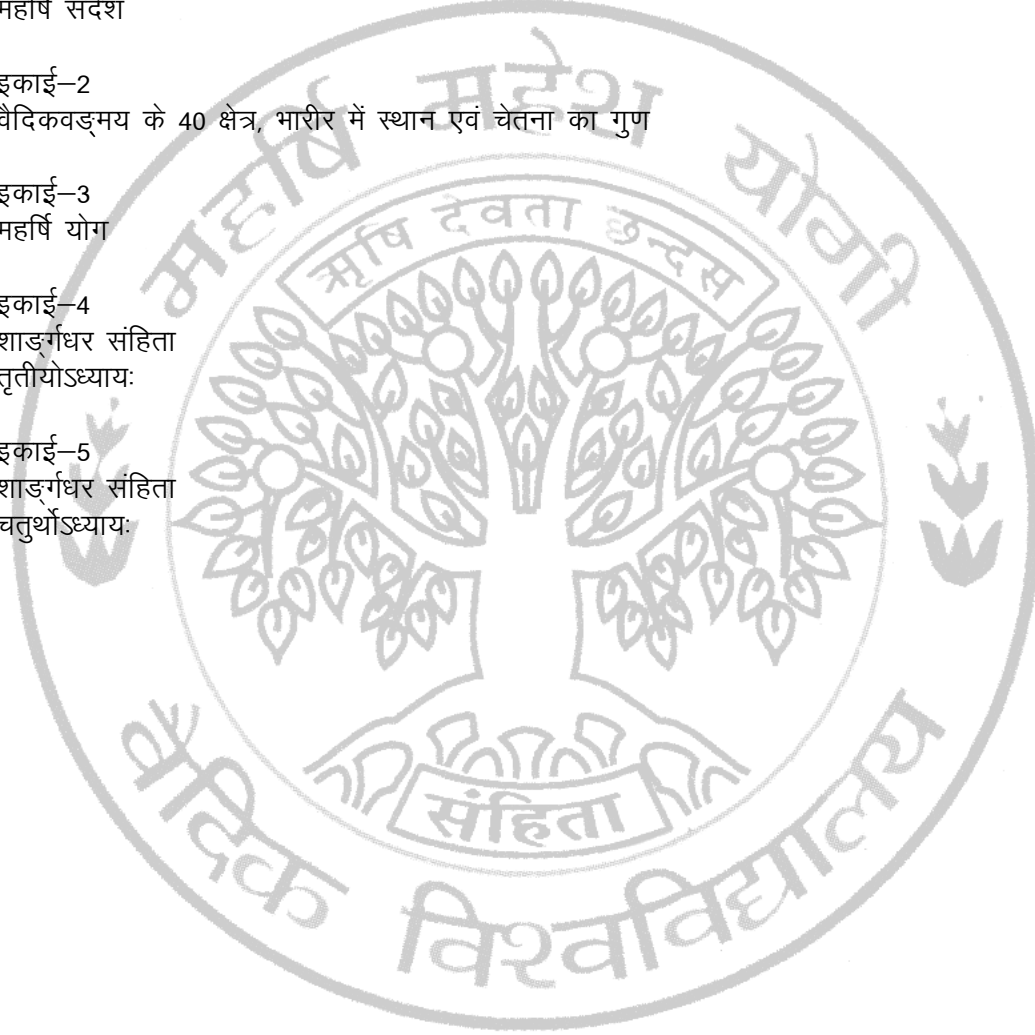 महर्षि संदेश
इकाई–2
वैदिकवङ्मय के 40 क्षेत्र, भारीर में स्थान एवं चेतना का गुण
इकाई–3
महर्षि योग
इकाई–4
शाङ्र्गधर संहिता
तृतीयोऽध्यायः
इकाई–5
शाङ्र्गधर संहिता
चतुर्थोऽध्यायः
महर्षि महेश योगी
ऋषि देवता छन्दस
संहिता
वैदिक विश्वविद्यालय